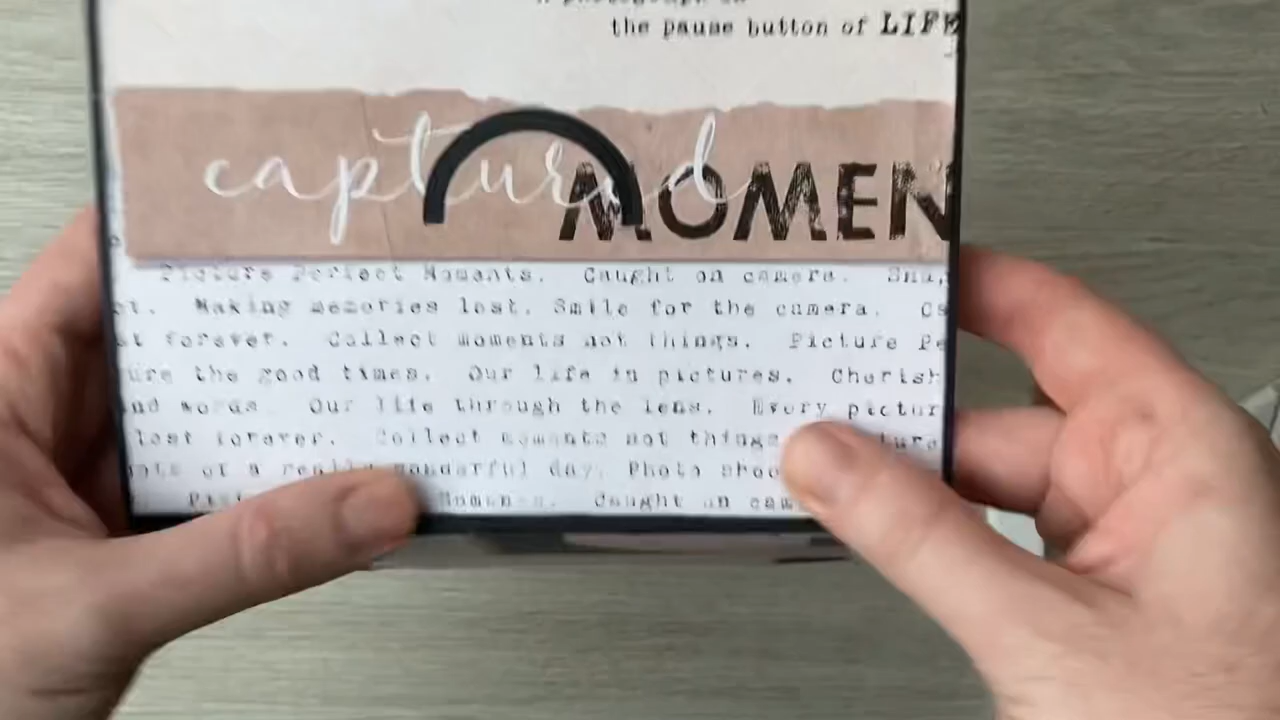 the pause button of LIFE
captured MOMEN
Picture Perfect Moments. Caught on camera.
Making memories last. Smile for the camera.
forever. Collect moments not things. Picture
the good times. Our life in pictures. Cherish
words Our life through the lens. Every pictur
last forever. Collect moments not things
of a really wonderful day. Photo shoo
Caught on cam